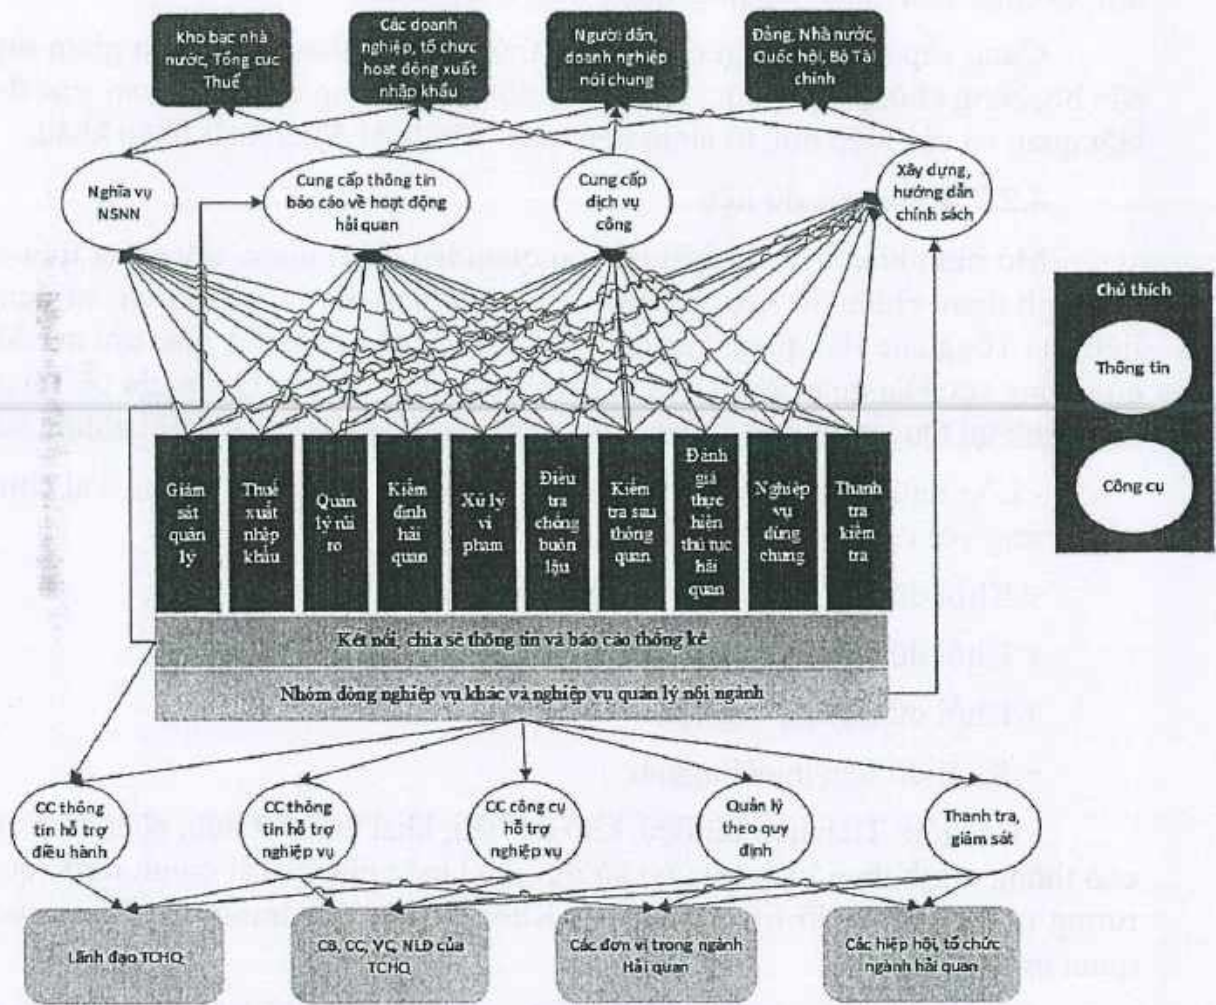 Kho bạc nhà
nước, Tổng cục
Thuế
Các doanh
nghiệp, tổ chức
hoạt động xuất
nhập khẩu
Người dân,
doanh nghiệp
nói chung
Đảng, Nhà nước,
Quốc hội, Bộ Tài
chính
Nghĩa vụ
NSNN
Cung cấp thông tin
báo cáo về hoạt động
hải quan
Cung cấp
dịch vụ
công
Xây dựng,
hướng dẫn
chính sách
Chú thích
Thông tin
Công cụ
Giám
sát
quản
lý
Thuế
xuất
nhập
khẩu
Quản
lý rủi
ro
Kiểm
định
hải
quan
Xử lý
vi
phạm
Điều
tra
chống
buôn
lậu
Kiểm
tra sau
thông
quan
Đánh
giá
thực
hiện
thủ tục
hải
quan
Nghiệp
vụ
dùng
chung
Thanh
tra
kiểm
tra
Kết nối, chia sẻ thông tin và báo cáo thống kê
Nhóm dòng nghiệp vụ khác và nghiệp vụ quản lý nội ngành
CC thông
tin hỗ trợ
điều hành
CC thông
tin hỗ trợ
nghiệp vụ
CC công cụ
hỗ trợ
nghiệp vụ
Quản lý
theo quy
định
Thanh tra,
giám sát
Lãnh đạo TCHQ
CB, CC, VC, NLĐ của
TCHQ
Các đơn vị trong ngành
Hải quan
Các hiệp hội, tổ chức
ngành hải quan